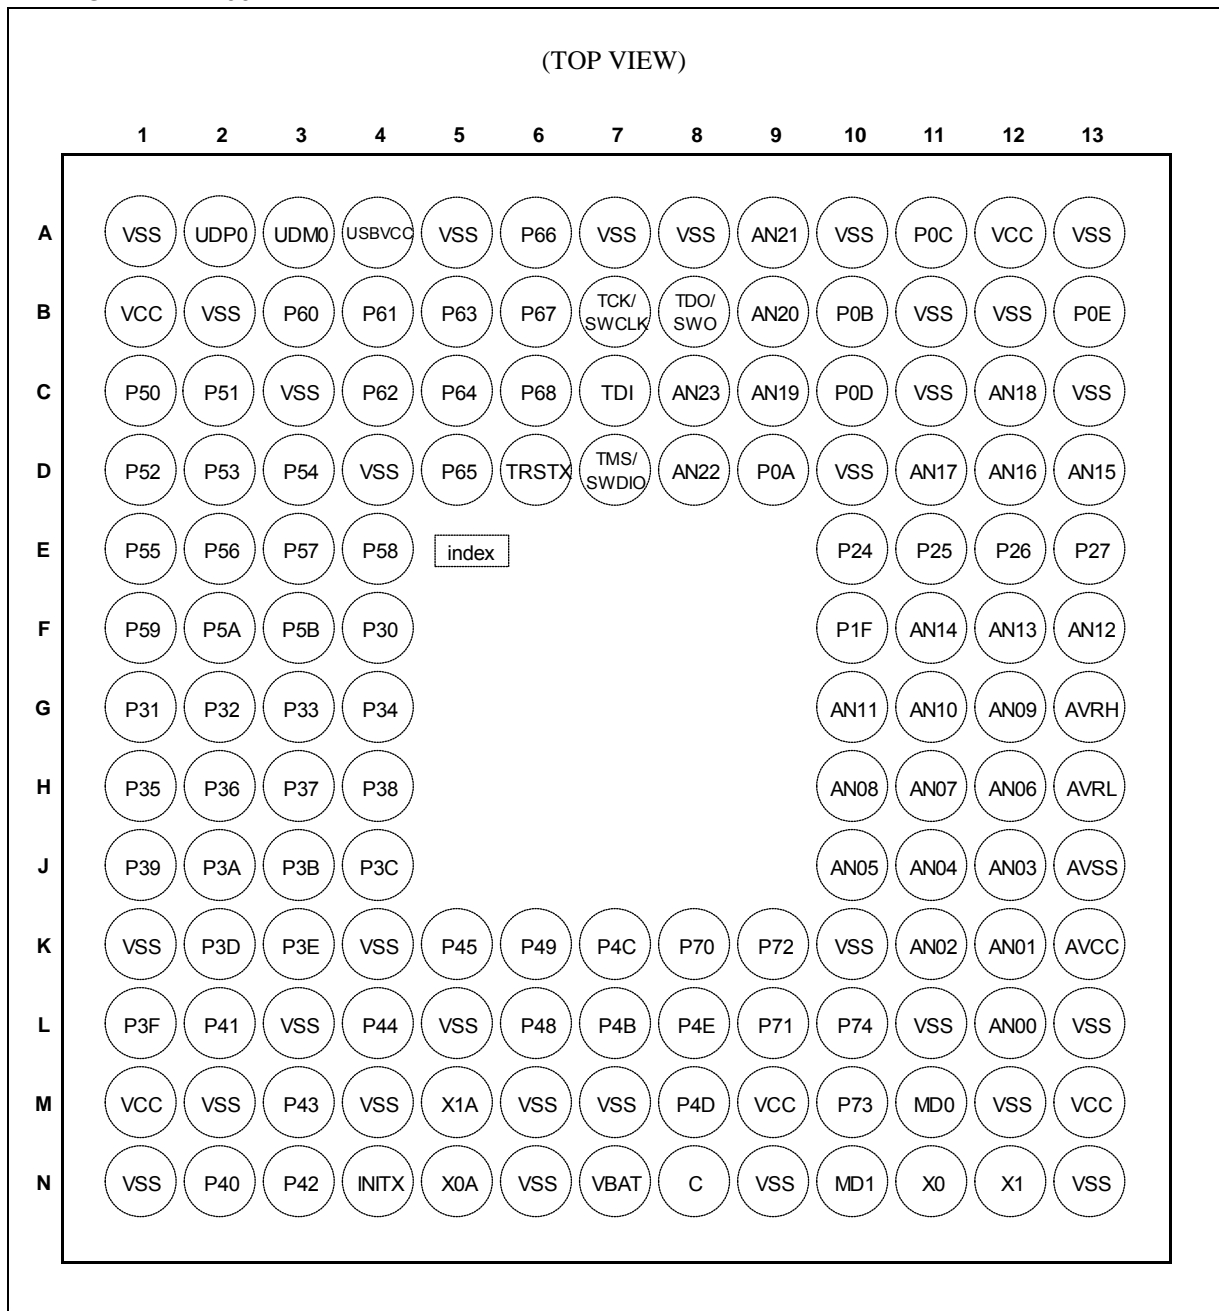 (TOP VIEW)
1 2 3 4 5 6 7 8 9 10 11 12 13
A VSS UDP0 UDM0 USBVCC VSS P66 VSS VSS AN21 VSS P0C VCC VSS
B VCC VSS P60 P61 P63 P67 TCK/ SWCLK TDO/ SWO AN20 P0B VSS VSS P0E
C P50 P51 VSS P62 P64 P68 TDI AN23 AN19 P0D VSS AN18 VSS
D P52 P53 P54 VSS P65 TRSTX TMS/ SWDIO AN22 P0A VSS AN17 AN16 AN15
E P55 P56 P57 P58 index P24 P25 P26 P27
F P59 P5A P5B P30 P1F AN14 AN13 AN12
G P31 P32 P33 P34 AN11 AN10 AN09 AVRH
H P35 P36 P37 P38 AN08 AN07 AN06 AVRL
J P39 P3A P3B P3C AN05 AN04 AN03 AVSS
K VSS P3D P3E VSS P45 P49 P4C P70 P72 VSS AN02 AN01 AVCC
L P3F P41 VSS P44 VSS P48 P4B P4E P71 P74 VSS AN00 VSS
M VCC VSS P43 VSS X1A VSS VSS P4D VCC P73 MD0 VSS VCC
N VSS P40 P42 INITX X0A VSS VBAT C VSS MD1 X0 X1 VSS